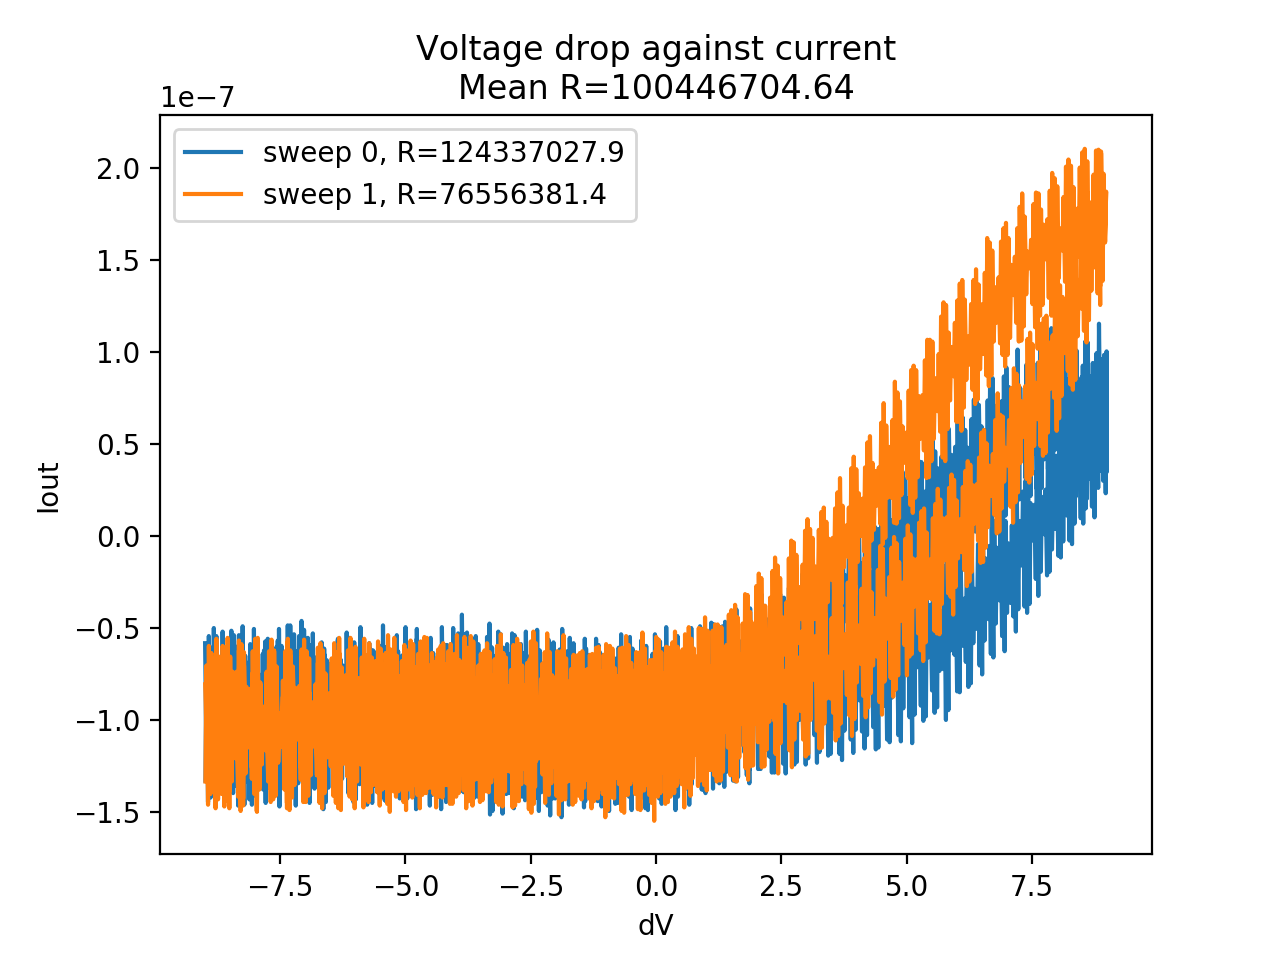 Voltage drop against current
Mean R=100446704.64
1e−7
sweep 0, R=124337027.9
sweep 1, R=76556381.4
2.0
1.5
1.0
0.5
0.0
−0.5
−1.0
−1.5
Iout
−7.5 −5.0 −2.5 0.0 2.5 5.0 7.5
dV